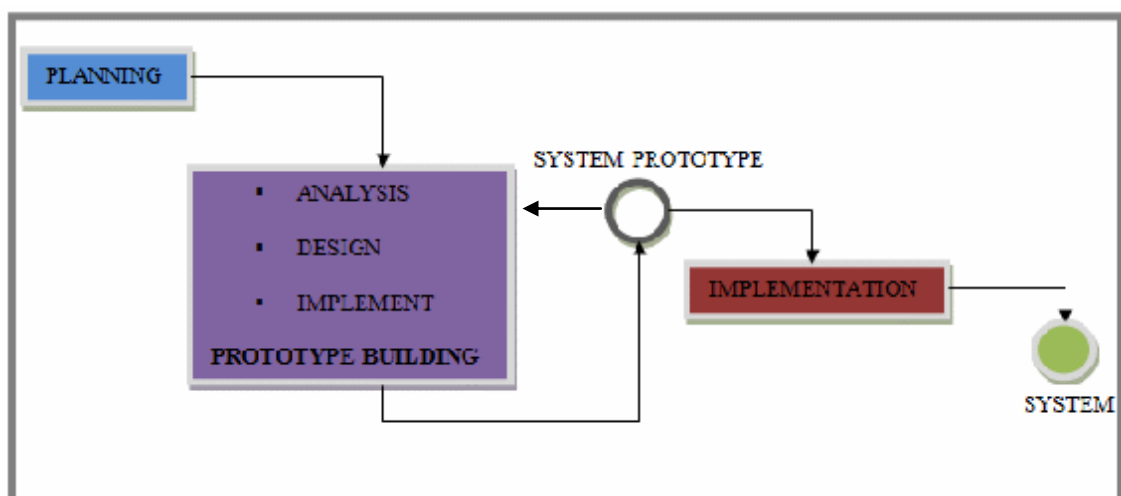 PLANNING
SYSTEM PROTOTYPE
▪ ANALYSIS
▪ DESIGN
▪ IMPLEMENT
PROTOTYPE BUILDING
IMPLEMENTATION
SYSTEM